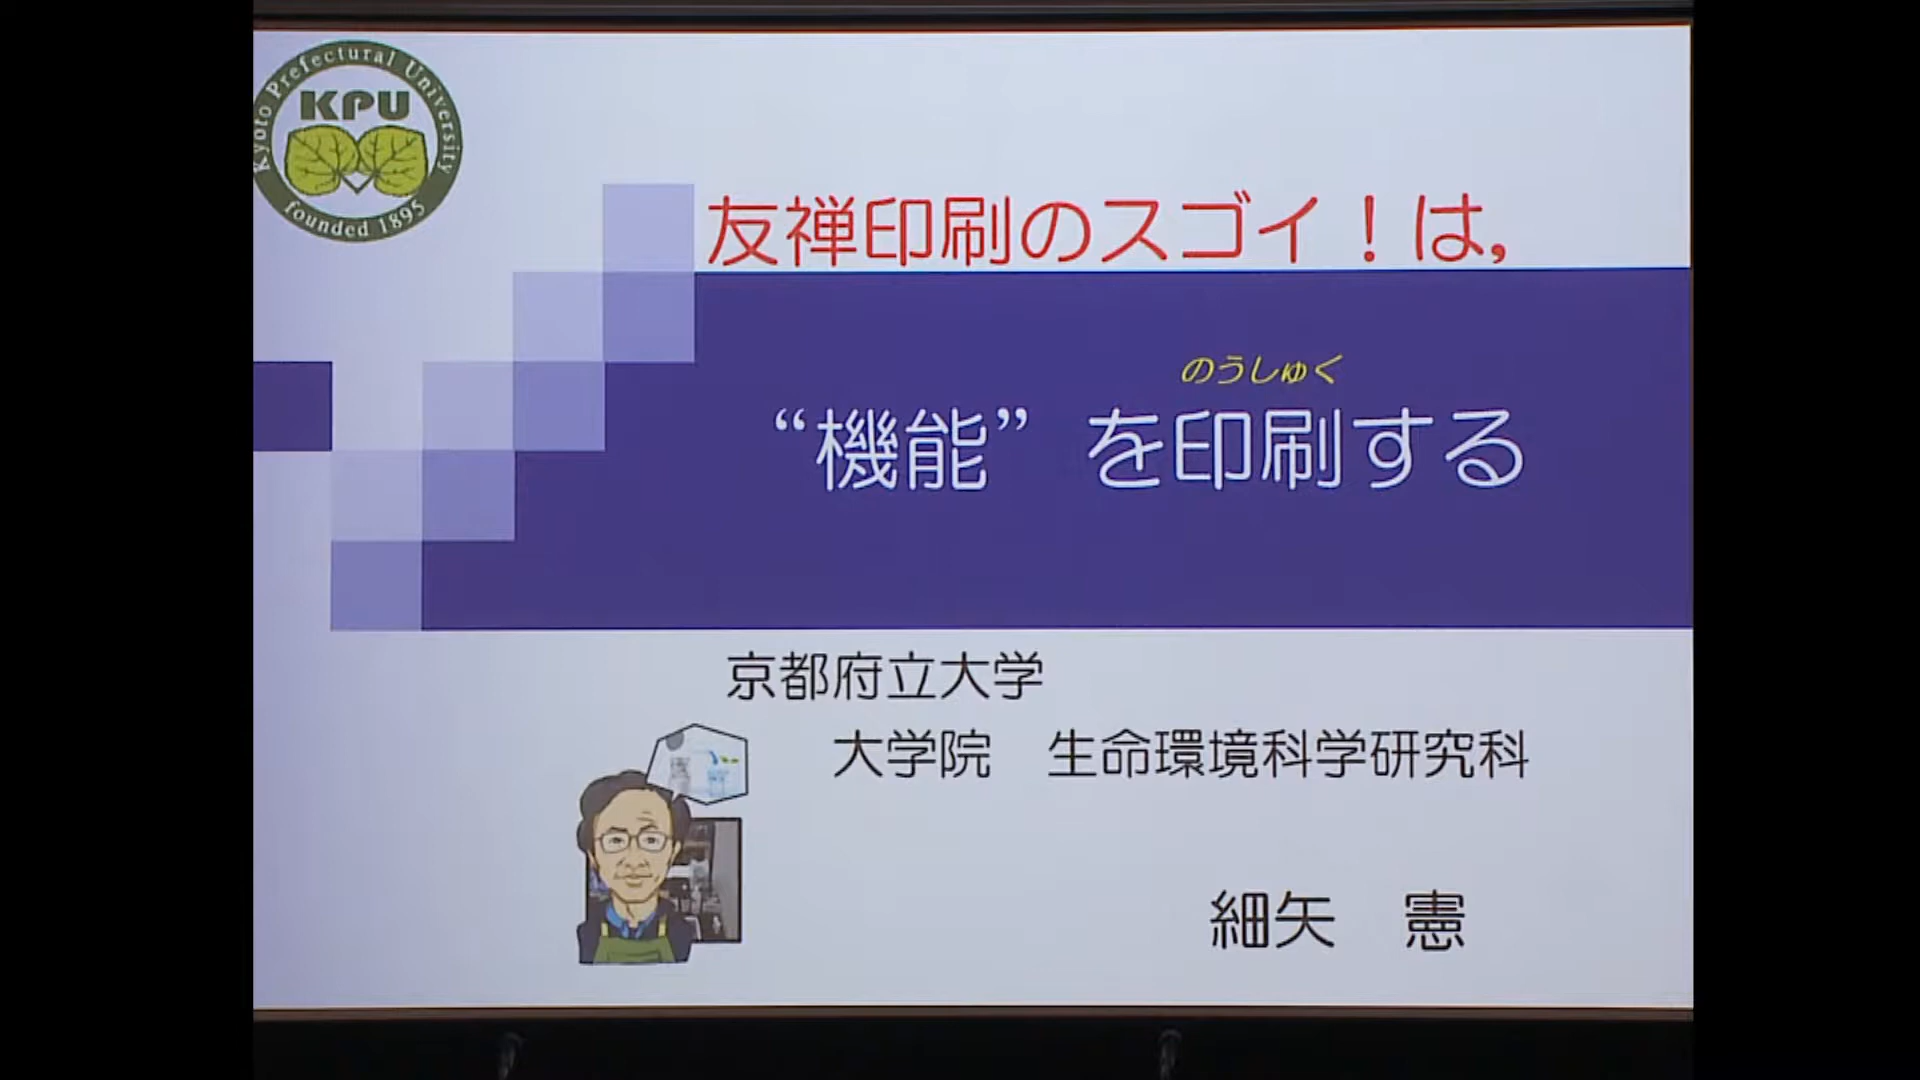 Kyoto Prefectural University
KPU
founded 1895
友禅印刷のスゴイ！は,
のうしゅく
“機能” を印刷する
京都府立大学
大学院 生命環境科学研究科
細矢 憲